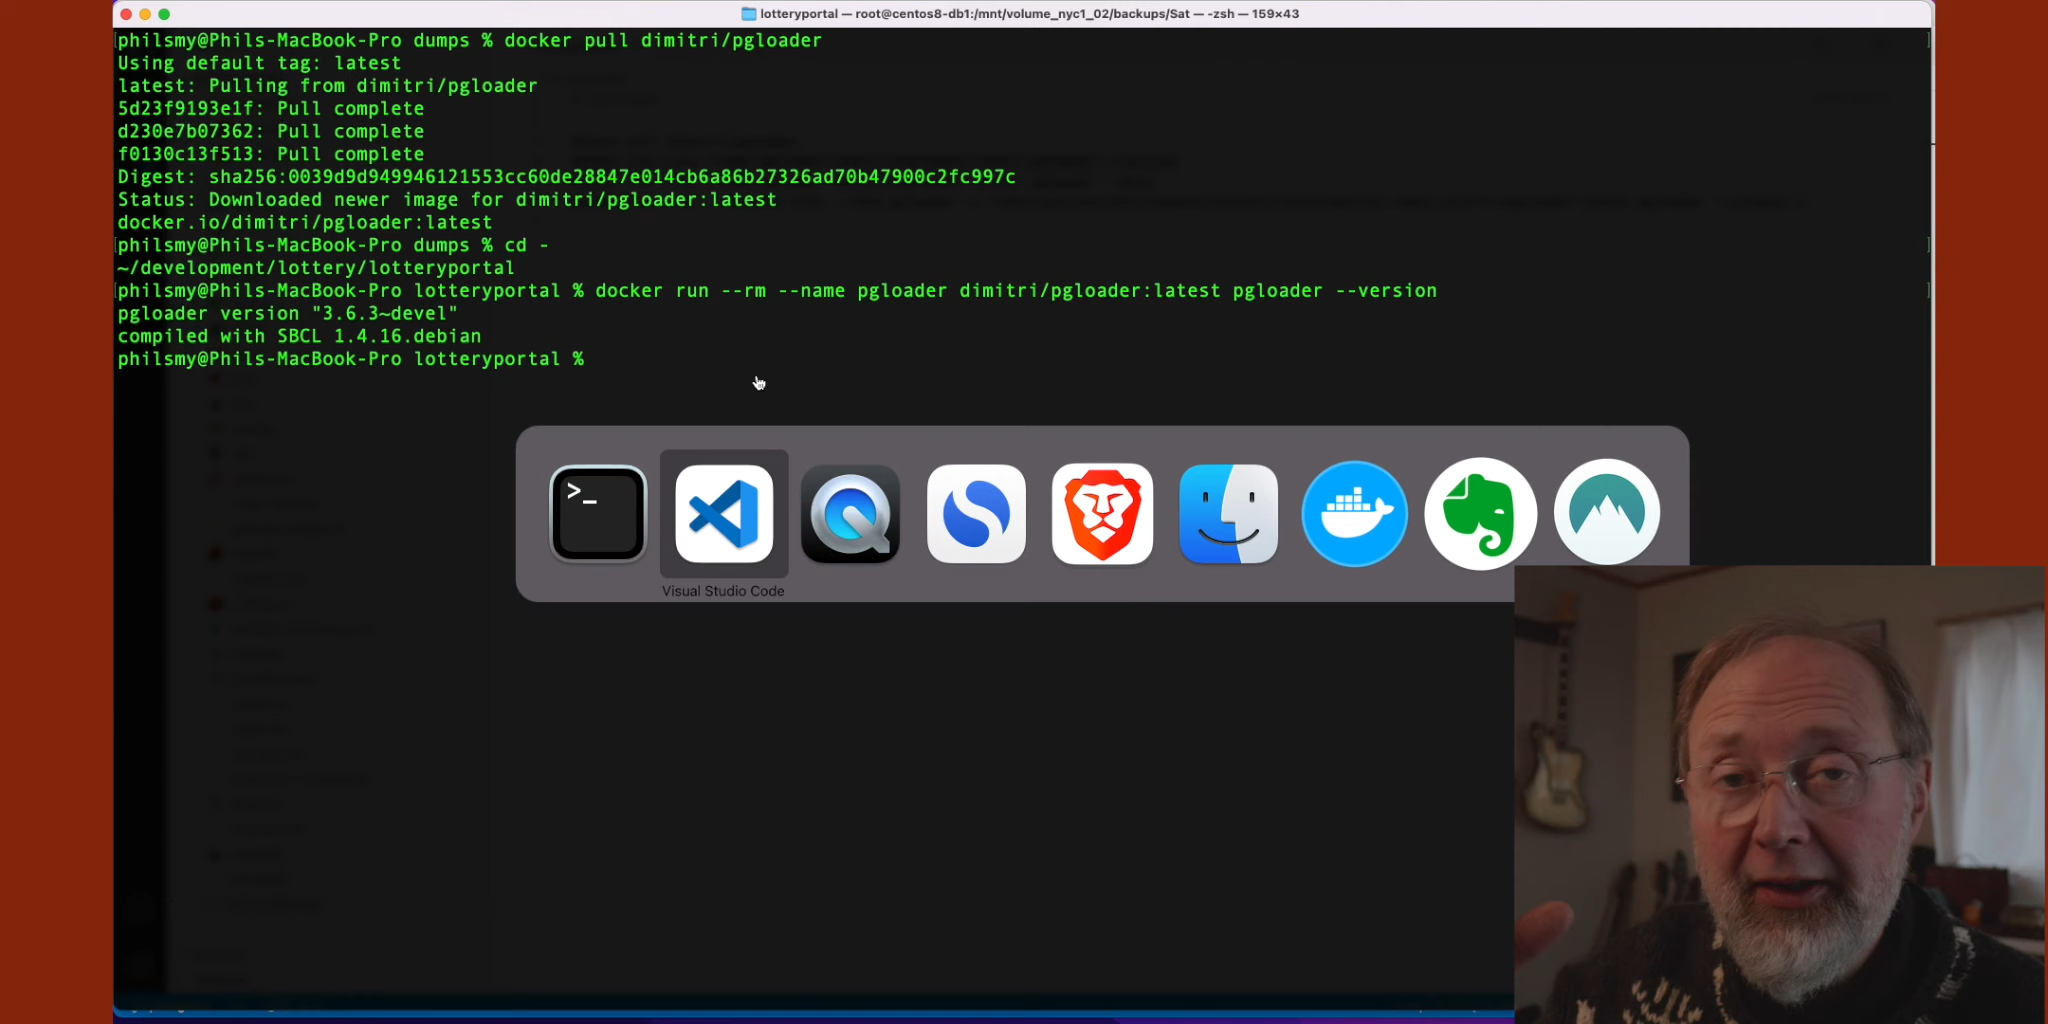 lotteryportal — root@centos8-db1:/mnt/volume_nyc1_02/backups/Sat — -zsh — 159×43
philsmy@Phils-MacBook-Pro dumps % docker pull dimitri/pgloader
Using default tag: latest
latest: Pulling from dimitri/pgloader
5d23f9193e1f: Pull complete
d230e7b07362: Pull complete
f0130c13f513: Pull complete
Digest: sha256:0039d9d949946121553cc60de28847e014cb6a86b27326ad70b47900c2fc997c
Status: Downloaded newer image for dimitri/pgloader:latest
docker.io/dimitri/pgloader:latest
philsmy@Phils-MacBook-Pro dumps % cd -
~/development/lottery/lotteryportal
philsmy@Phils-MacBook-Pro lotteryportal % docker run --rm --name pgloader dimitri/pgloader:latest pgloader --version
pgloader version "3.6.3~devel"
compiled with SBCL 1.4.16.debian
philsmy@Phils-MacBook-Pro lotteryportal %
>_
Visual Studio Code